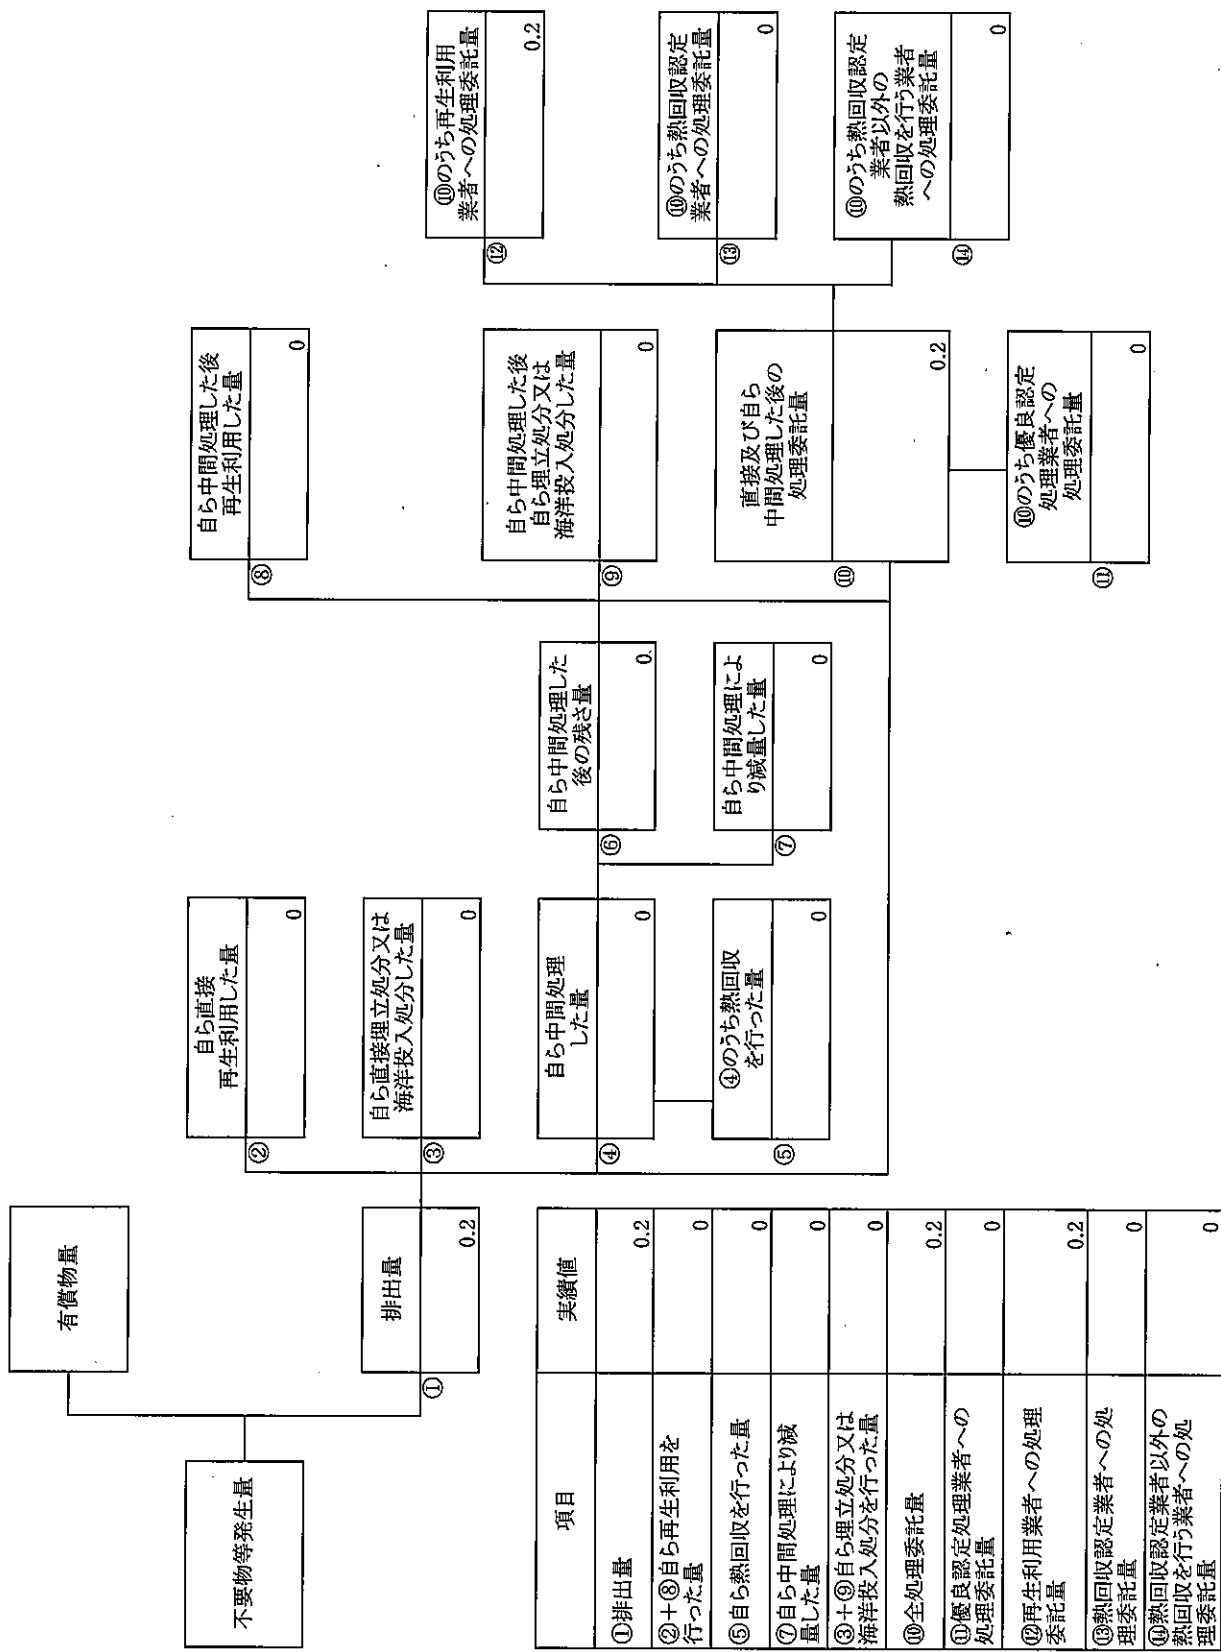 不要物等発生量
有償物量
①
排出量
0.2
②
自ら直接
再生利用した量
0
③
自ら直接埋立処分又は
海洋投入処分した量
0
④
自ら中間処理
した量
0
⑤
④のうち熱回収
を行った量
0
⑥
自ら中間処理した
後の残さ量
0
⑦
自ら中間処理によ
り減量した量
0
⑧
自ら中間処理した後
再生利用した量
0
⑨
自ら中間処理した後
自ら埋立処分又は
海洋投入処分した量
0
⑩
直接及び自ら
中間処理した後の
処理委託量
0.2
⑪
⑩のうち優良認定
処理業者への
処理委託量
0
⑫
⑩のうち再生利用
業者への処理委託量
0.2
⑬
⑩のうち熱回収認定
業者への処理委託量
0
⑭
⑩のうち熱回収認定
業者以外の
熱回収を行う業者
への処理委託量
0
項目 実績値
①排出量 0.2
②+⑧自ら再生利用を
行った量 0
⑤自ら熱回収を行った量 0
⑦自ら中間処理により減
量した量 0
③+⑨自ら埋立処分又は
海洋投入処分を行った量 0
⑩全処理委託量 0.2
⑪優良認定処理業者への
処理委託量 0
⑫再生利用業者への処理
委託量 0.2
⑬熱回収認定業者への処
理委託量 0
⑭熱回収認定業者以外の
熱回収を行う業者への処
理委託量 0